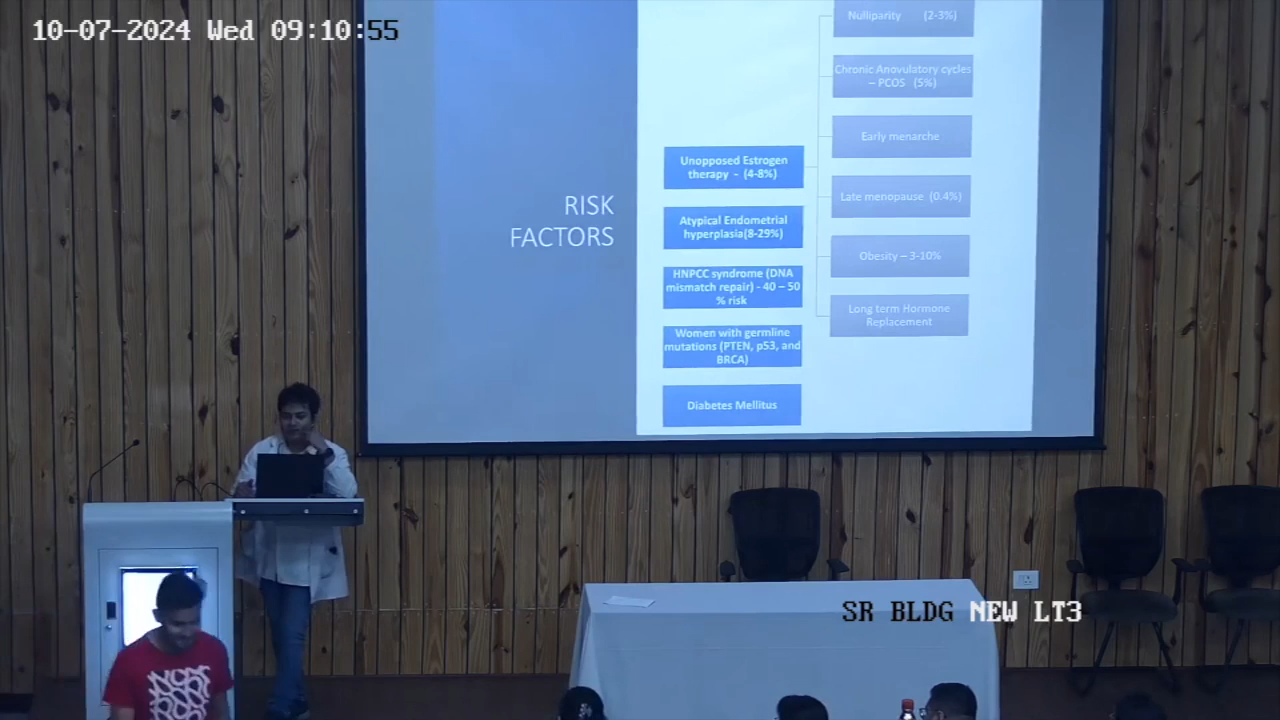 10-07-2024 Wed 09:10:55
RISK
FACTORS
Unopposed Estrogen
therapy - (4-8%)
Atypical Endometrial
hyperplasia(8-29%)
HNPCC syndrome (DNA
mismatch repair) - 40 – 50
% risk
Women with germline
mutations (PTEN, p53, and
BRCA)
Diabetes Mellitus
Nulliparity (2-3%)
Chronic Anovulatory cycles
– PCOS (5%)
Early menarche
Late menopause (0.4%)
Obesity – 3-10%
Long term Hormone
Replacement
SR BLDG NEW LT3